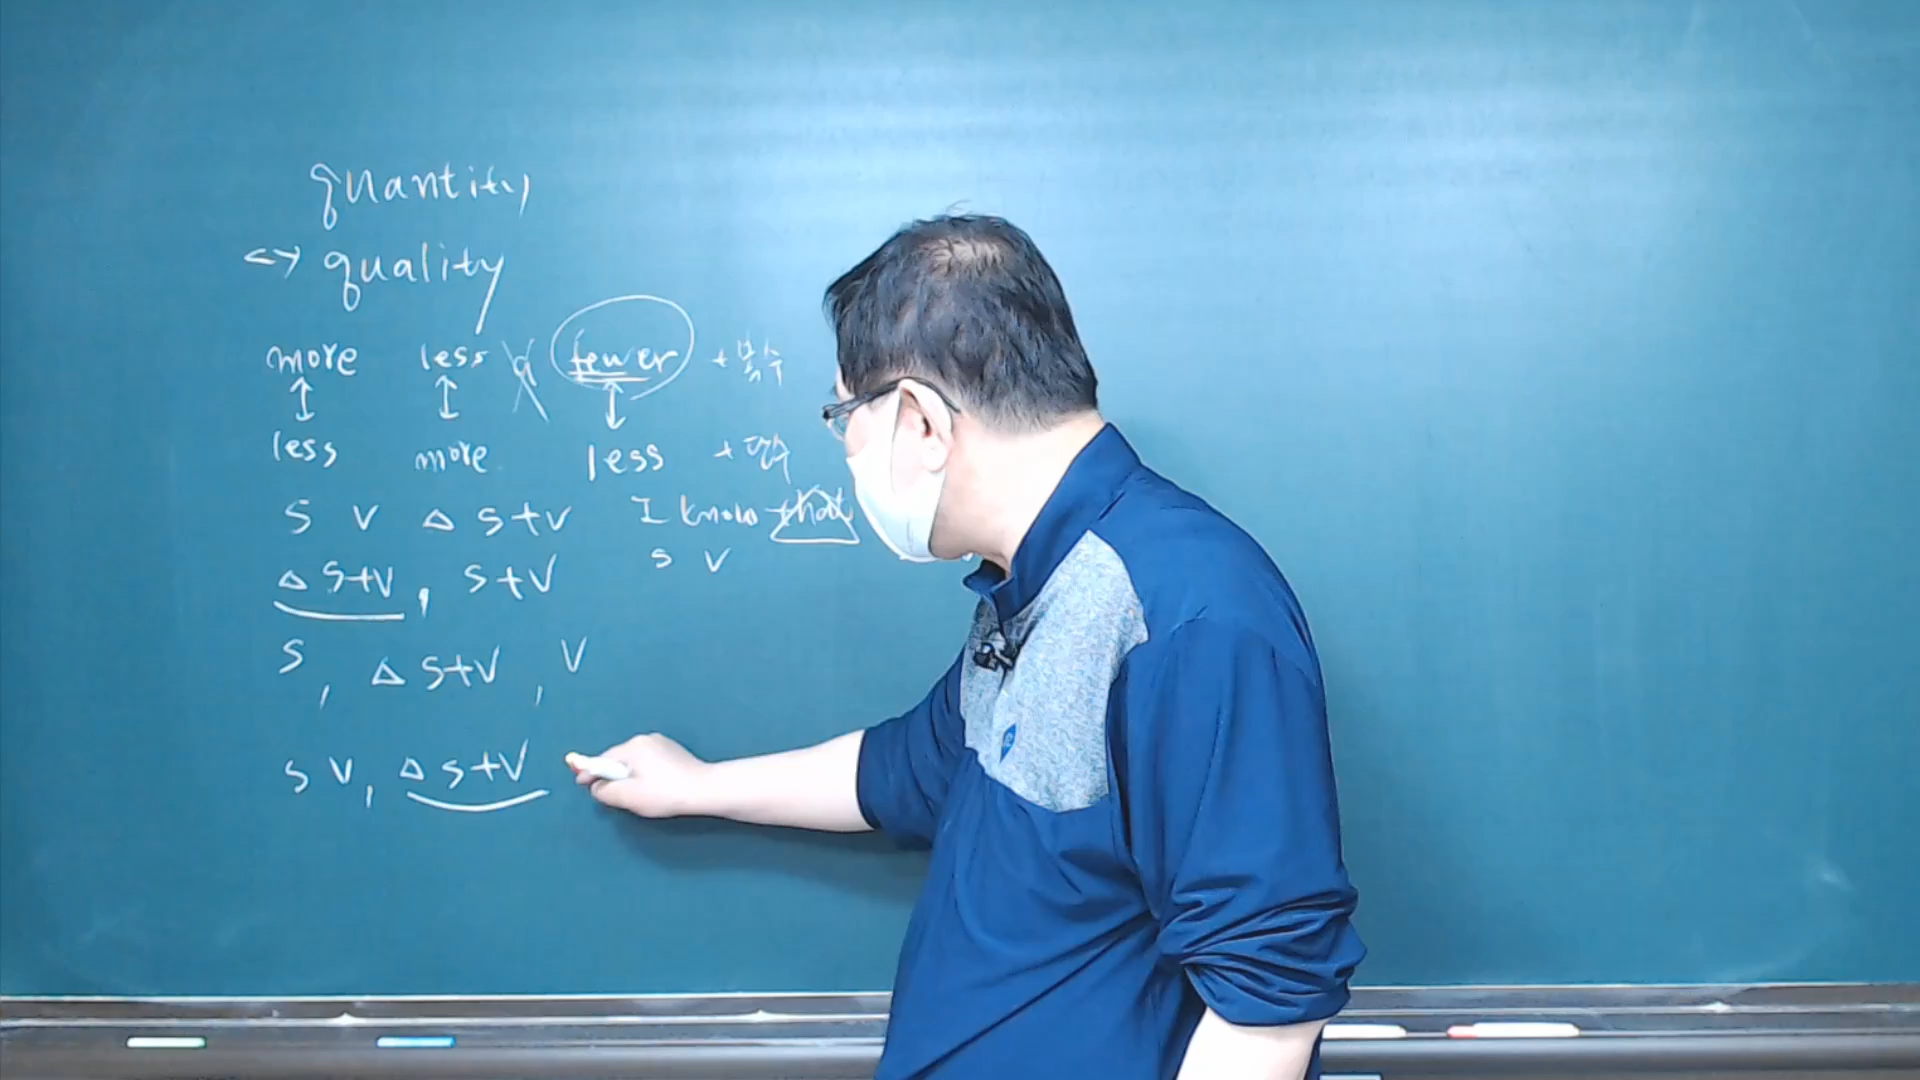 quantity
<-> quality
more less fewer + 복수
↕ ↕ ↕
less more less + 단수
S V △ S+V I know that
S V
△ S+V, S+V
S, △ S+V, V
S V, △ S+V